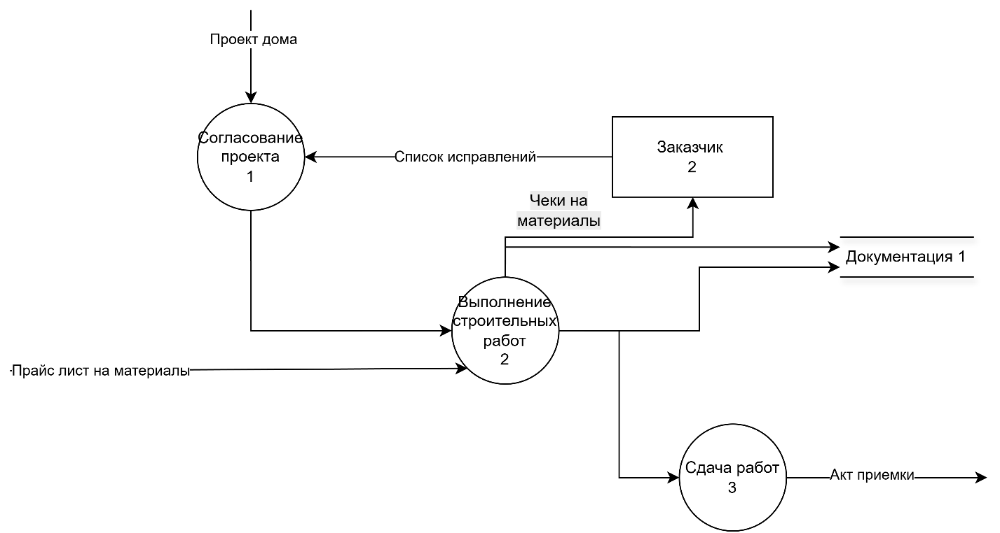 Проект дома
Согласование
проекта
1
Список исправлений
Заказчик
2
Чеки на
материалы
Документация 1
Выполнение
строительных
работ
2
Прайс лист на материалы
Сдача работ
3
Акт приемки